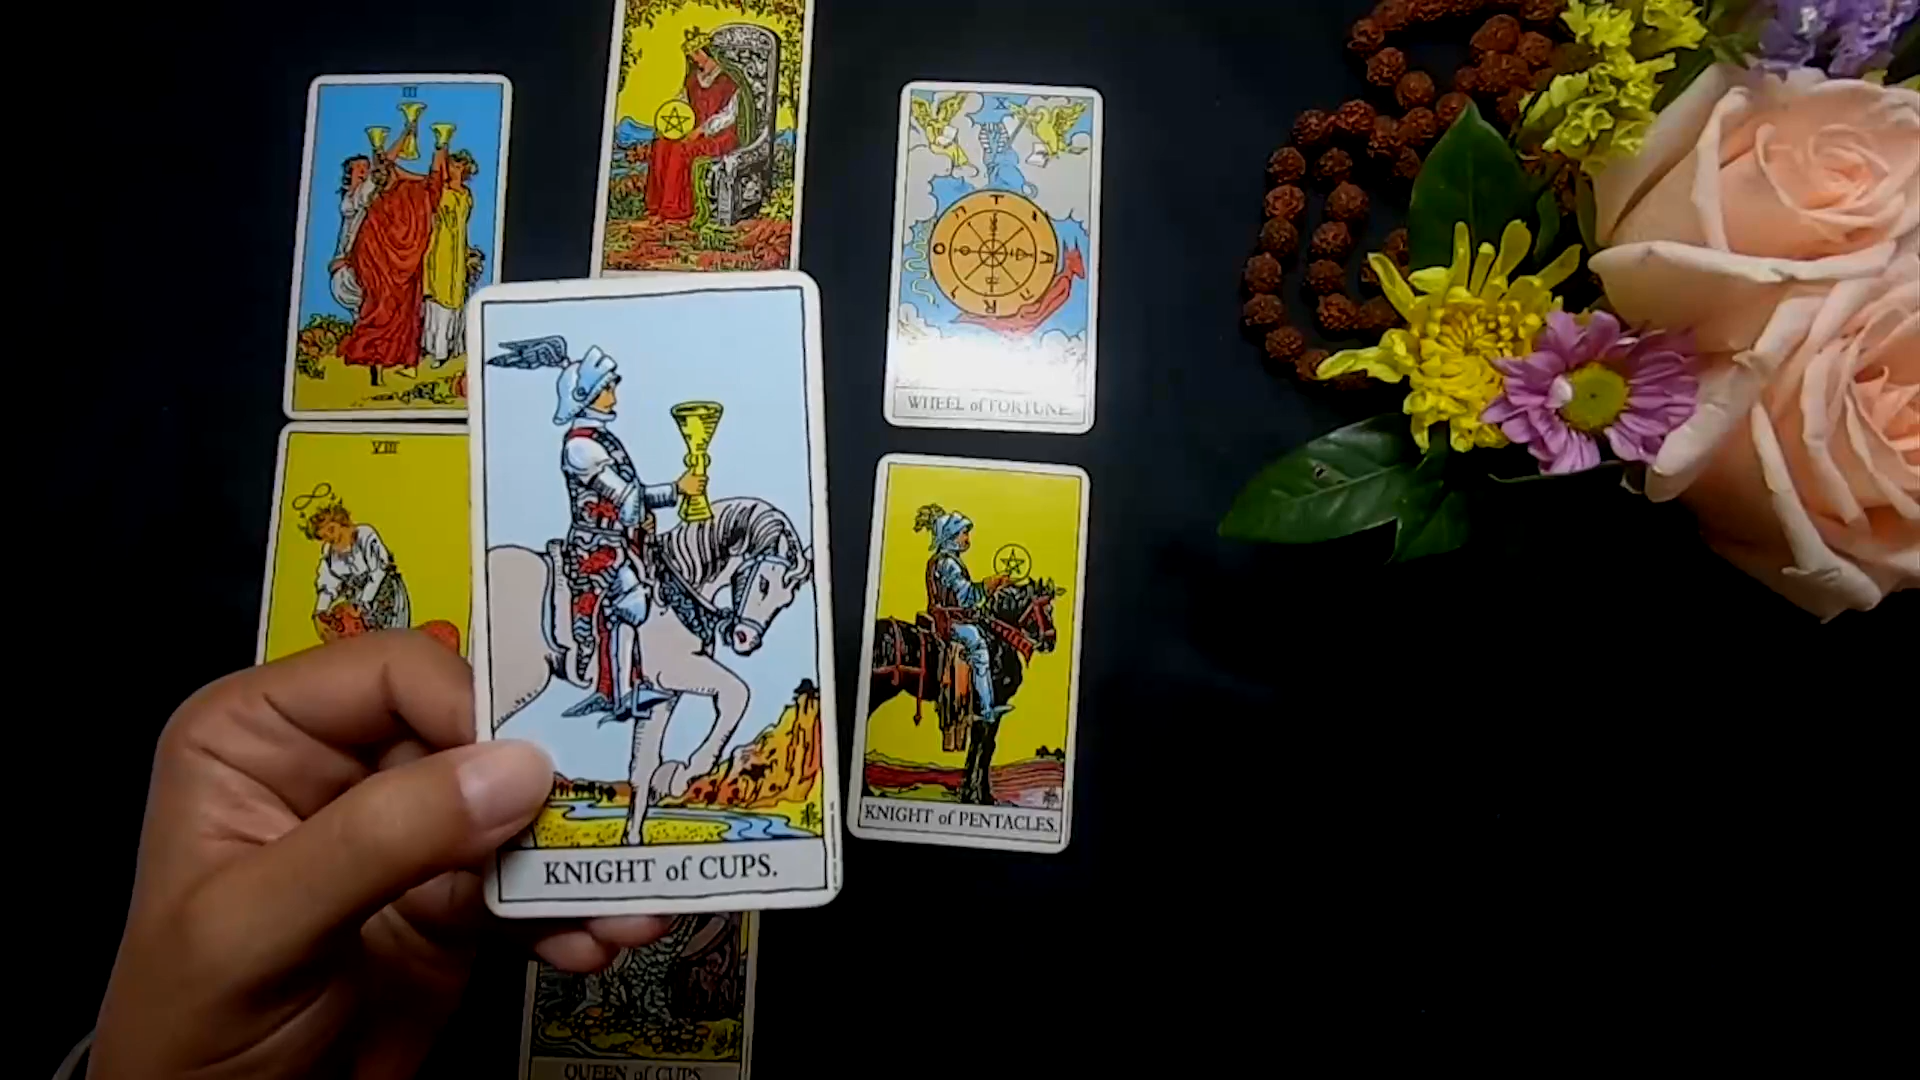 III
X
WHEEL of FORTUNE.
VIII
KNIGHT of CUPS.
KNIGHT of PENTACLES.
QUEEN of CUPS